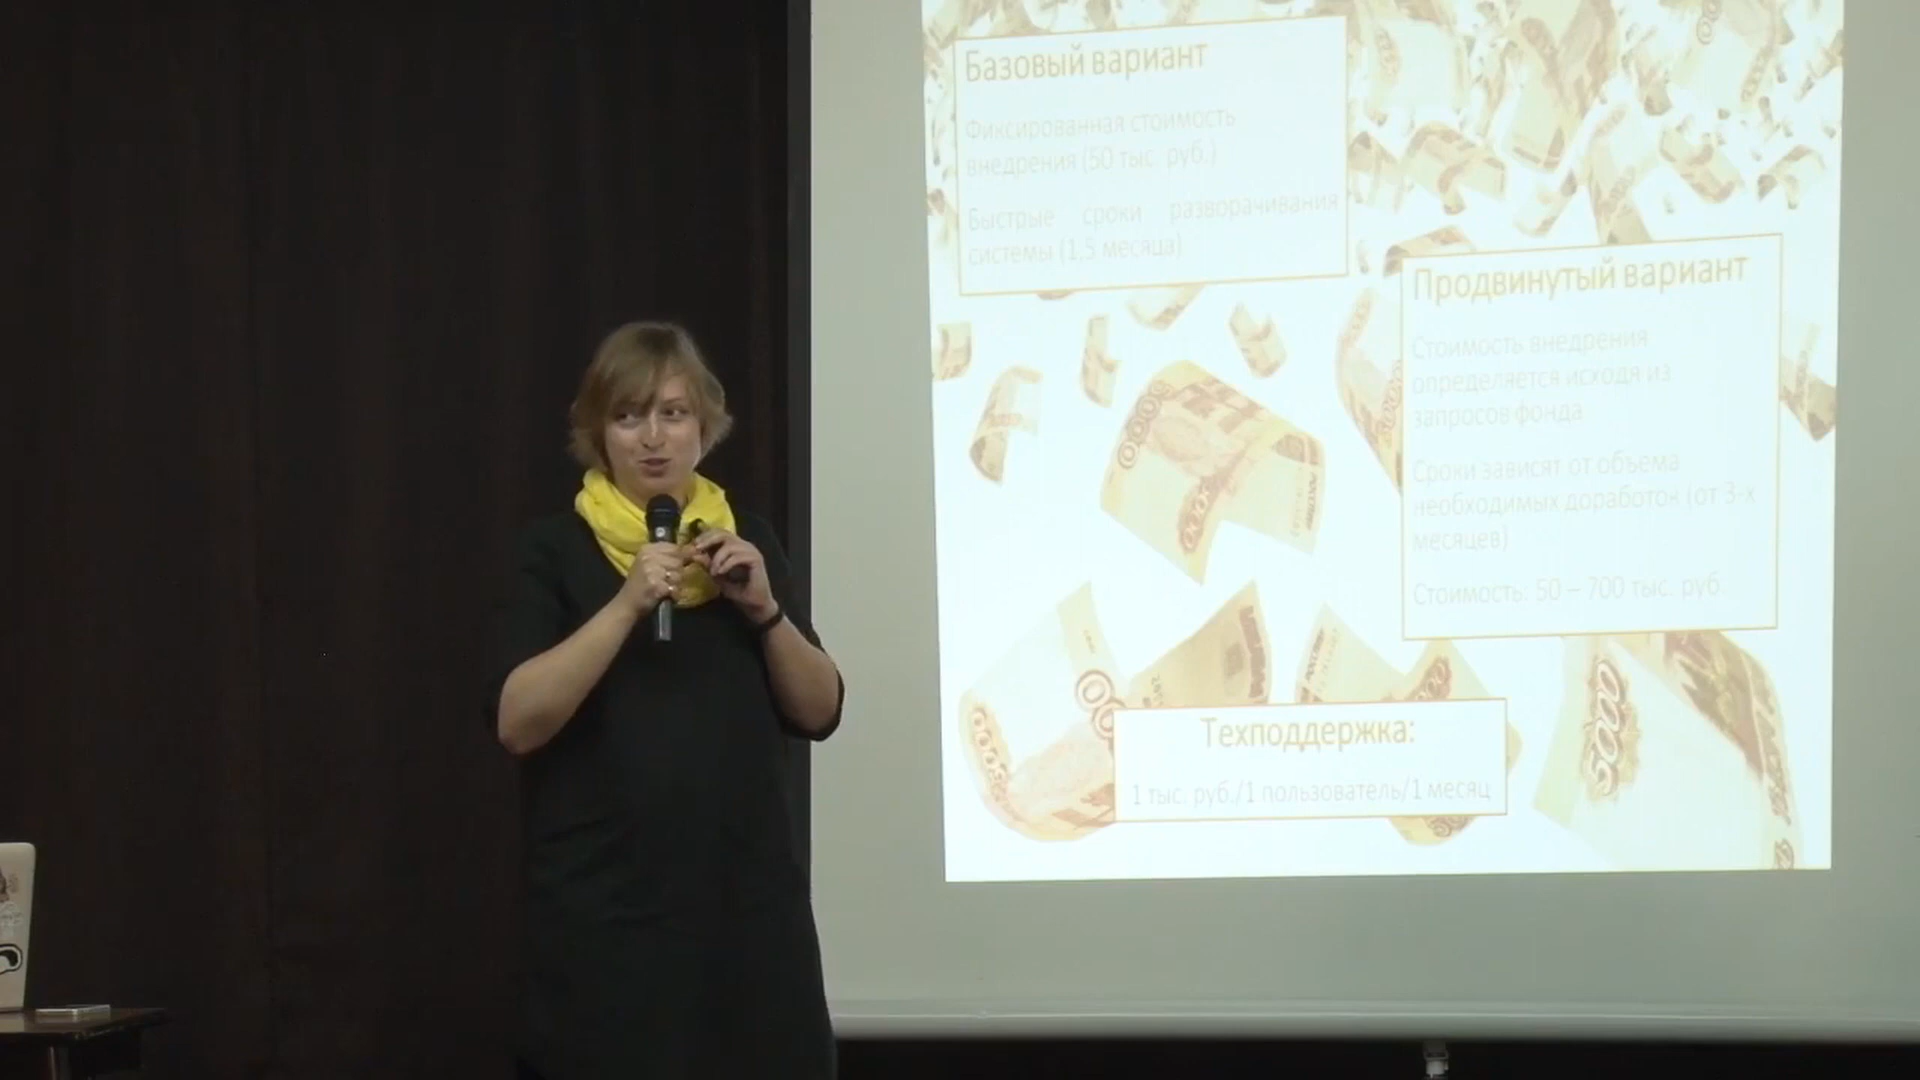 Базовый вариант
Фиксированная стоимость
внедрения (50 тыс. руб.)
Быстрые сроки разворачивания
системы (1,5 месяца)
Продвинутый вариант
Стоимость внедрения
определяется исходя из
запросов фонда
Сроки зависят от объема
необходимых доработок (от 3-х
месяцев)
Стоимость: 50 – 700 тыс. руб.
Техподдержка:
1 тыс. руб./1 пользователь/1 месяц
5000